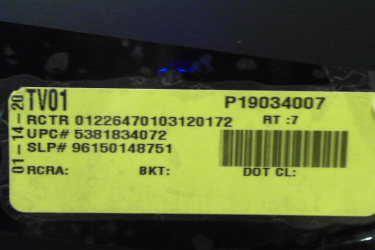 TV01 P19034007
RCTR 01226470103120172 RT :7
UPC# 5381834072
SLP# 96150148751
RCRA: BKT: DOT CL:
01-14-20